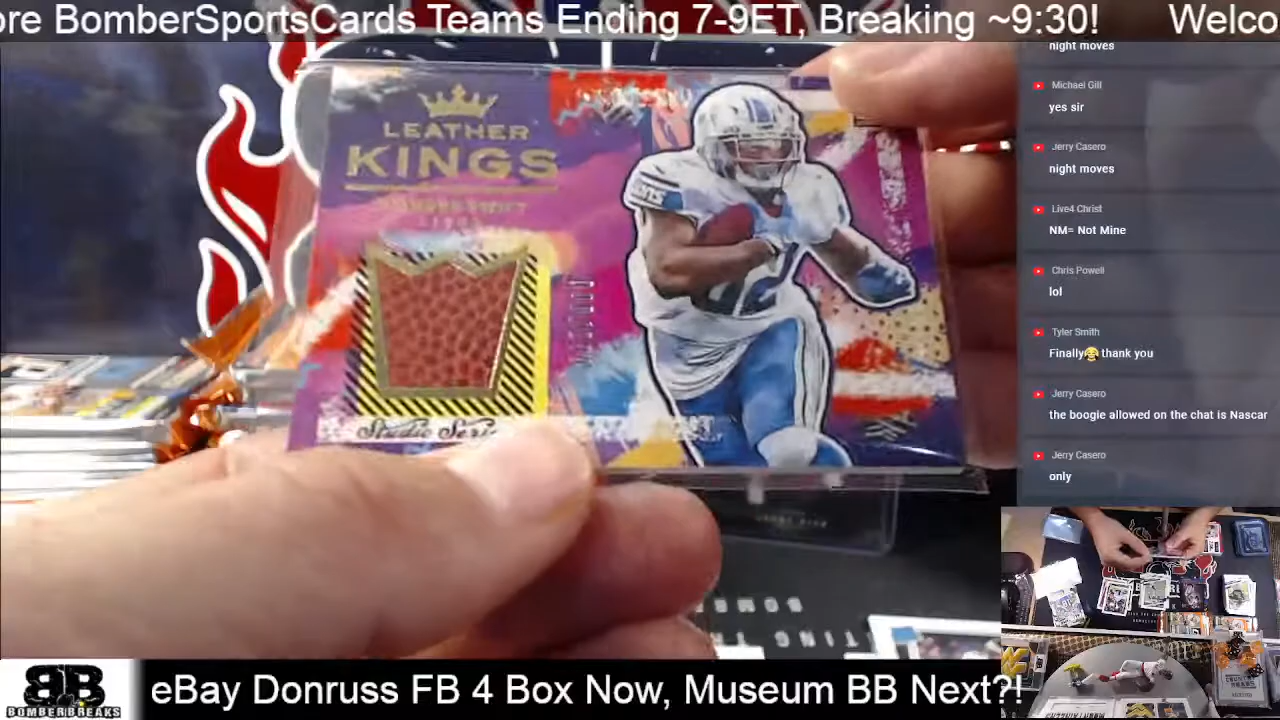 ore BomberSportsCards Teams Ending 7-9ET, Breaking ~9:30! Welco
LEATHER
KINGS
Studio Seri
night moves
Michael Gill
yes sir
Jerry Casero
night moves
Live4 Christ
NM= Not Mine
Chris Powell
lol
Tyler Smith
Finally😂 thank you
Jerry Casero
the boogie allowed on the chat is Nascar
Jerry Casero
only
BB
BOMBERBREAKS
eBay Donruss FB 4 Box Now, Museum BB Next?!